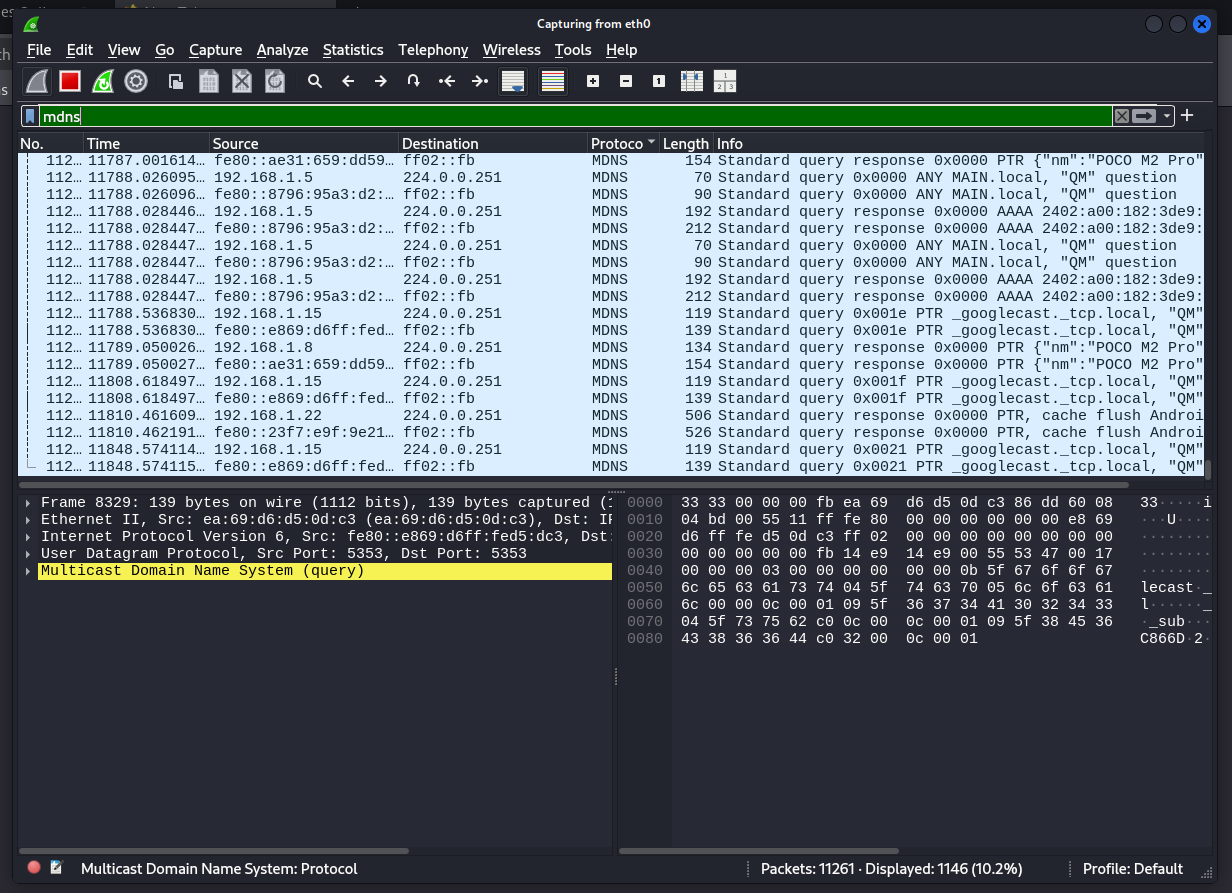 Capturing from eth0
File Edit View Go Capture Analyze Statistics Telephony Wireless Tools Help
mdns
No. Time Source Destination Protoco Length Info
112… 11787.001614… fe80::ae31:659:dd59… ff02::fb MDNS 154 Standard query response 0x0000 PTR {"nm":"POCO M2 Pro"
112… 11788.026095… 192.168.1.5 224.0.0.251 MDNS 70 Standard query 0x0000 ANY MAIN.local, "QM" question
112… 11788.026096… fe80::8796:95a3:d2:… ff02::fb MDNS 90 Standard query 0x0000 ANY MAIN.local, "QM" question
112… 11788.028446… 192.168.1.5 224.0.0.251 MDNS 192 Standard query response 0x0000 AAAA 2402:a00:182:3de9:
112… 11788.028447… fe80::8796:95a3:d2:… ff02::fb MDNS 212 Standard query response 0x0000 AAAA 2402:a00:182:3de9:
112… 11788.028447… 192.168.1.5 224.0.0.251 MDNS 70 Standard query 0x0000 ANY MAIN.local, "QM" question
112… 11788.028447… fe80::8796:95a3:d2:… ff02::fb MDNS 90 Standard query 0x0000 ANY MAIN.local, "QM" question
112… 11788.028447… 192.168.1.5 224.0.0.251 MDNS 192 Standard query response 0x0000 AAAA 2402:a00:182:3de9:
112… 11788.028447… fe80::8796:95a3:d2:… ff02::fb MDNS 212 Standard query response 0x0000 AAAA 2402:a00:182:3de9:
112… 11788.536830… 192.168.1.15 224.0.0.251 MDNS 119 Standard query 0x001e PTR _googlecast._tcp.local, "QM"
112… 11788.536830… fe80::e869:d6ff:fed… ff02::fb MDNS 139 Standard query 0x001e PTR _googlecast._tcp.local, "QM"
112… 11789.050026… 192.168.1.8 224.0.0.251 MDNS 134 Standard query response 0x0000 PTR {"nm":"POCO M2 Pro"
112… 11789.050027… fe80::ae31:659:dd59… ff02::fb MDNS 154 Standard query response 0x0000 PTR {"nm":"POCO M2 Pro"
112… 11808.618497… 192.168.1.15 224.0.0.251 MDNS 119 Standard query 0x001f PTR _googlecast._tcp.local, "QM"
112… 11808.618497… fe80::e869:d6ff:fed… ff02::fb MDNS 139 Standard query 0x001f PTR _googlecast._tcp.local, "QM"
112… 11810.461609… 192.168.1.22 224.0.0.251 MDNS 506 Standard query response 0x0000 PTR, cache flush Androi
112… 11810.462191… fe80::23f7:e9f:9e21… ff02::fb MDNS 526 Standard query response 0x0000 PTR, cache flush Androi
112… 11848.574114… 192.168.1.15 224.0.0.251 MDNS 119 Standard query 0x0021 PTR _googlecast._tcp.local, "QM"
112… 11848.574115… fe80::e869:d6ff:fed… ff02::fb MDNS 139 Standard query 0x0021 PTR _googlecast._tcp.local, "QM"
Frame 8329: 139 bytes on wire (1112 bits), 139 bytes captured (1
Ethernet II, Src: ea:69:d6:d5:0d:c3 (ea:69:d6:d5:0d:c3), Dst: IP
Internet Protocol Version 6, Src: fe80::e869:d6ff:fed5:dc3, Dst:
User Datagram Protocol, Src Port: 5353, Dst Port: 5353
Multicast Domain Name System (query)
0000 33 33 00 00 00 fb ea 69 d6 d5 0d c3 86 dd 60 08 33·····i
0010 04 bd 00 55 11 ff fe 80 00 00 00 00 00 00 e8 69 ···U····
0020 d6 ff fe d5 0d c3 ff 02 00 00 00 00 00 00 00 00 ········
0030 00 00 00 00 00 fb 14 e9 14 e9 00 55 53 47 00 17 ········
0040 00 00 00 03 00 00 00 00 00 00 0b 5f 67 6f 6f 67 ········
0050 6c 65 63 61 73 74 04 5f 74 63 70 05 6c 6f 63 61 lecast·_
0060 6c 00 00 0c 00 01 09 5f 36 37 34 41 30 32 34 33 l······_
0070 04 5f 73 75 62 c0 0c 00 0c 00 01 09 5f 38 45 36 ·_sub···
0080 43 38 36 36 44 c0 32 00 0c 00 01 C866D·2·
Multicast Domain Name System: Protocol
Packets: 11261 · Displayed: 1146 (10.2%)
Profile: Default